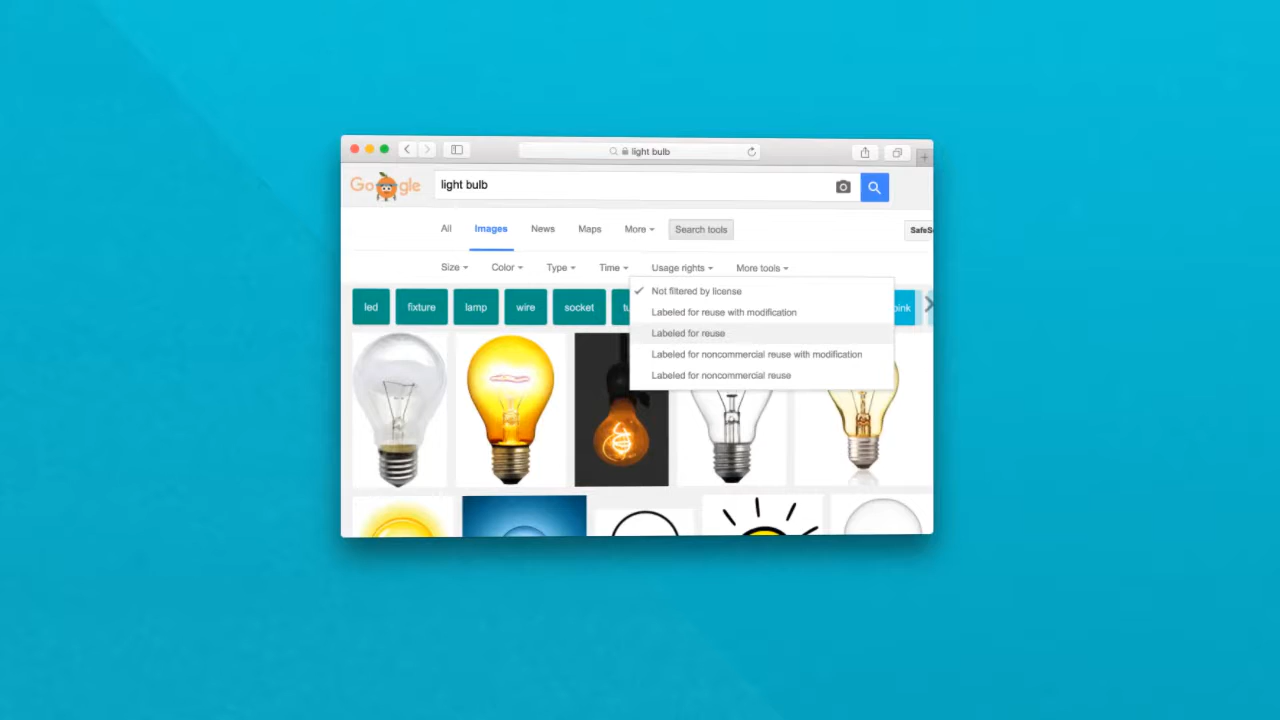 light bulb
Google
light bulb
All Images News Maps More Search tools
Size Color Type Time Usage rights More tools
Not filtered by license
led fixture lamp wire socket
Labeled for reuse with modification
Labeled for reuse
Labeled for noncommercial reuse with modification
Labeled for noncommercial reuse